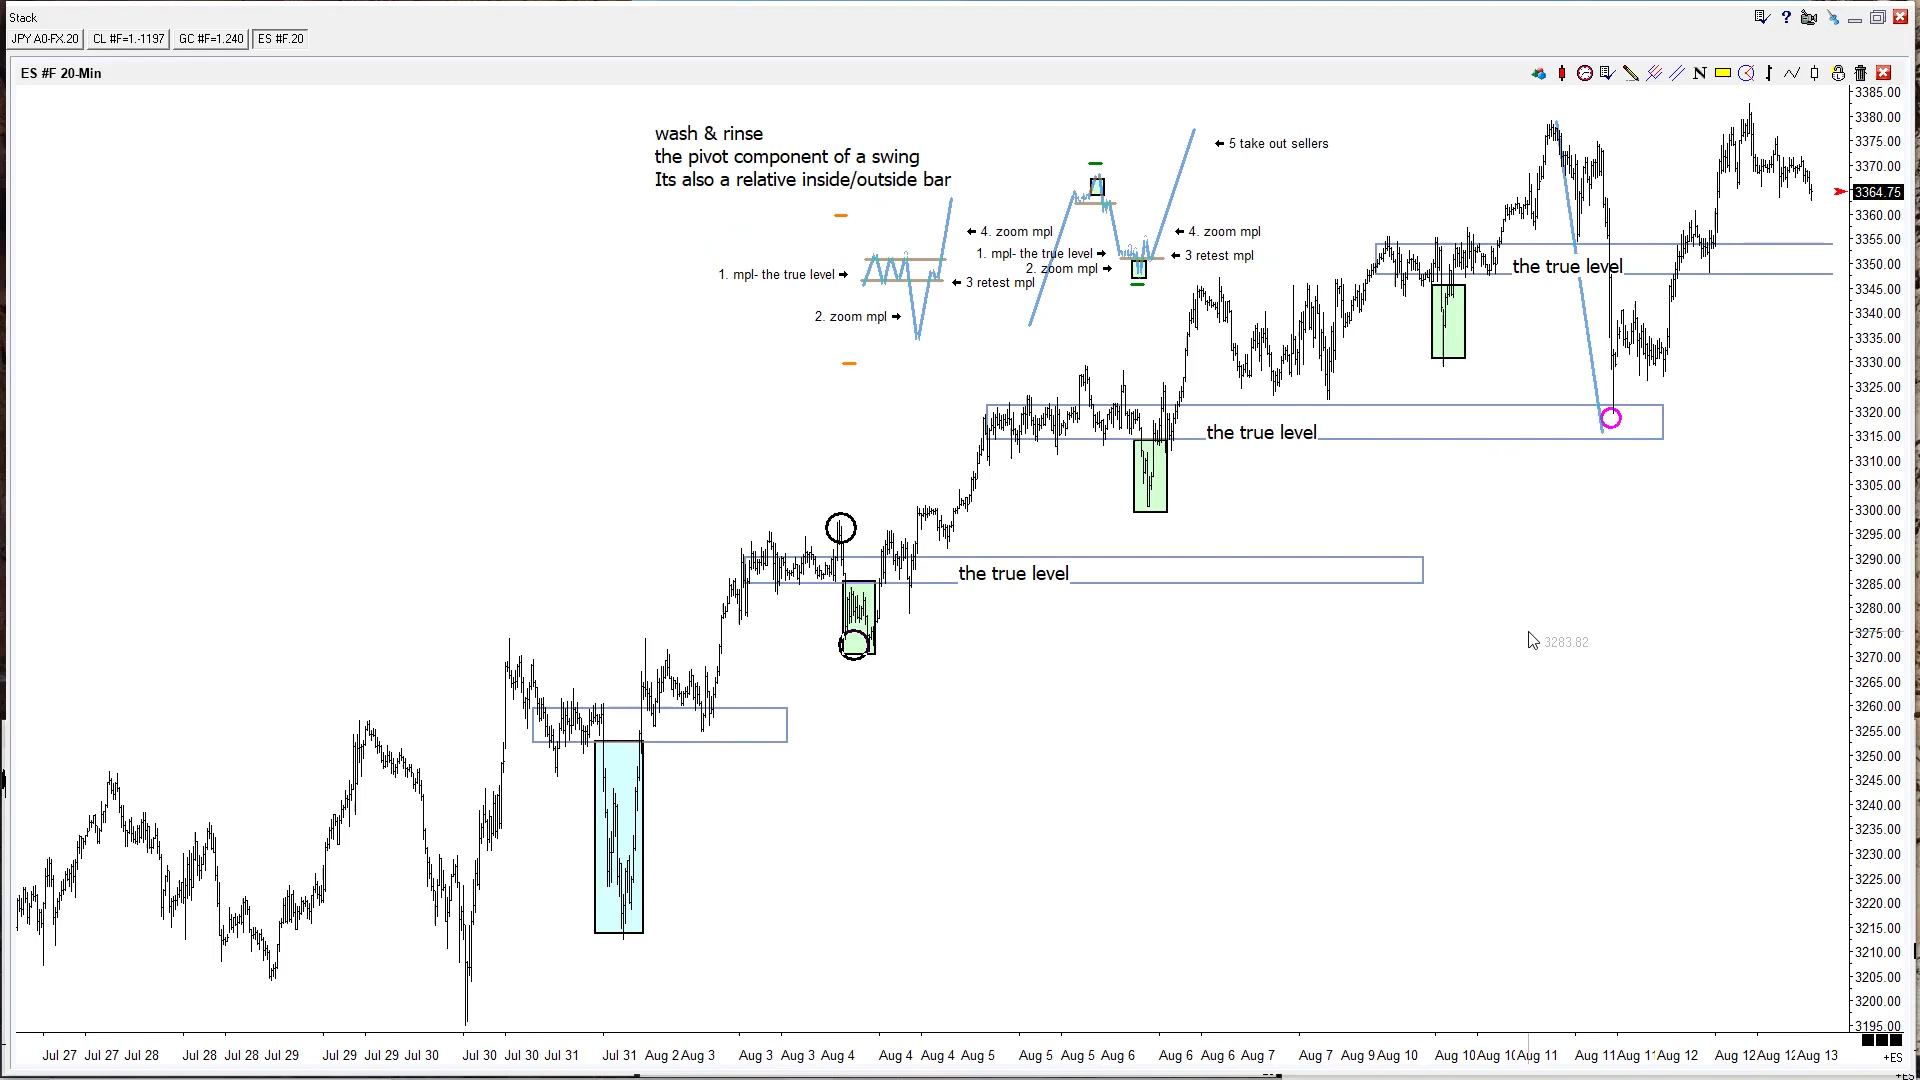 Stack
JPY A0-FX.20
CL #F=1.-1197
GC #F=1.240
ES #F.20
ES #F 20-Min
wash & rinse
the pivot component of a swing
Its also a relative inside/outside bar
1. mpl- the true level
2. zoom mpl
3 retest mpl
4. zoom mpl
1. mpl- the true level
2. zoom mpl
3 retest mpl
4. zoom mpl
5 take out sellers
the true level
the true level
the true level
3283.82
3385.00
3380.00
3375.00
3370.00
3364.75
3360.00
3355.00
3350.00
3345.00
3340.00
3335.00
3330.00
3325.00
3320.00
3315.00
3310.00
3305.00
3300.00
3295.00
3290.00
3285.00
3280.00
3275.00
3270.00
3265.00
3260.00
3255.00
3250.00
3245.00
3240.00
3235.00
3230.00
3225.00
3220.00
3215.00
3210.00
3205.00
3200.00
3195.00
Jul 27 Jul 27 Jul 28 Jul 28 Jul 28 Jul 29 Jul 29 Jul 29 Jul 30 Jul 30 Jul 30 Jul 31 Jul 31 Aug 2 Aug 3 Aug 3 Aug 3 Aug 4 Aug 4 Aug 4 Aug 5 Aug 5 Aug 5 Aug 6 Aug 6 Aug 6 Aug 7 Aug 7 Aug 9 Aug 10 Aug 10 Aug 1( Aug 11 Aug 11 Aug 1 Aug 12 Aug 12 Aug 12 Aug 13
+ES